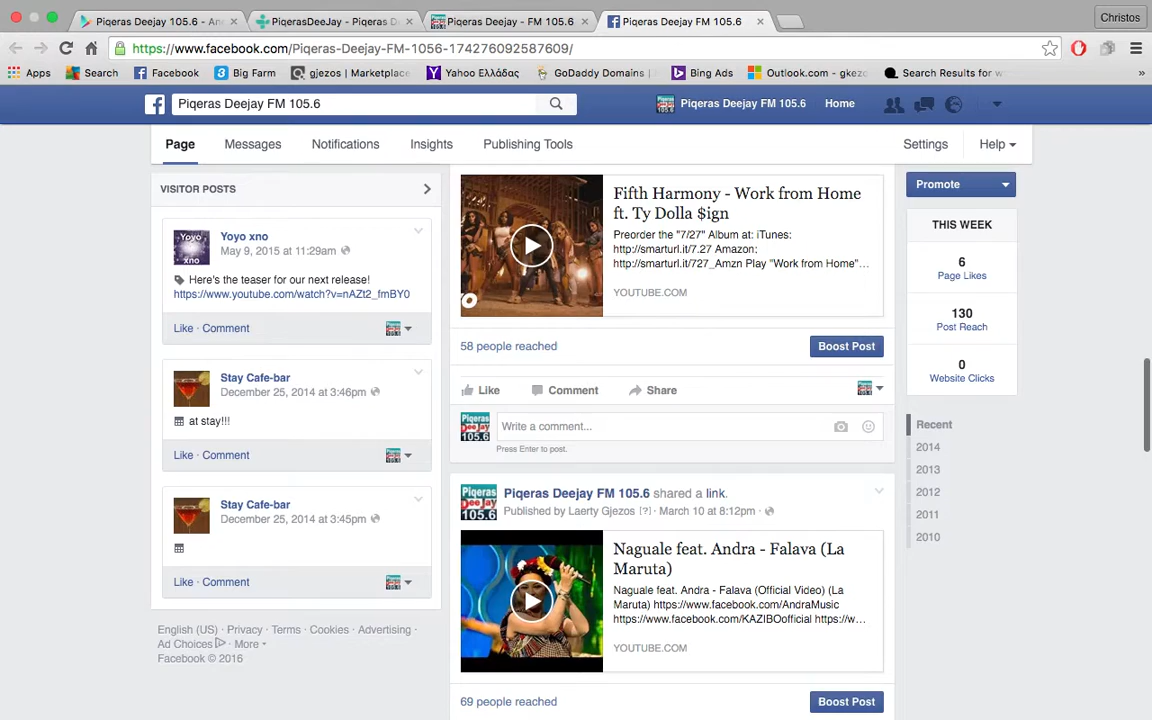 Piqeras Deejay 105.6 - An
PiqerasDeeJay - Piqeras D
Piqeras Deejay - FM 105.6
Piqeras Deejay FM 105.6
Christos
https://www.facebook.com/Piqeras-Deejay-FM-1056-174276092587609/
Apps
Search
Facebook
Big Farm
gjezos | Marketplace
Yahoo Ελλάδας
GoDaddy Domains |
Bing Ads
Outlook.com - gkezo
Search Results for w
»
Piqeras Deejay FM 105.6
Piqeras Deejay FM 105.6
Home
Page
Messages
Notifications
Insights
Publishing Tools
Settings
Help
VISITOR POSTS
Yoyo xno
May 9, 2015 at 11:29am
Here's the teaser for our next release!
https://www.youtube.com/watch?v=nAZt2_fmBY0
Like · Comment
Stay Cafe-bar
December 25, 2014 at 3:46pm
at stay!!!
Like · Comment
Stay Cafe-bar
December 25, 2014 at 3:45pm
Like · Comment
English (US) · Privacy · Terms · Cookies · Advertising ·
Ad Choices · More
Facebook © 2016
Fifth Harmony - Work from Home
ft. Ty Dolla $ign
Preorder the "7/27" Album at: iTunes:
http://smarturl.it/7.27 Amazon:
http://smarturl.it/727_Amzn Play "Work from Home"...
YOUTUBE.COM
58 people reached
Boost Post
Like
Comment
Share
Piqeras
DeeJay
105.6
Write a comment...
Press Enter to post.
Piqeras
DeeJay
105.6
Piqeras Deejay FM 105.6 shared a link.
Published by Laerty Gjezos [?] · March 10 at 8:12pm ·
Naguale feat. Andra - Falava (La
Maruta)
Naguale feat. Andra - Falava (Official Video) (La
Maruta) https://www.facebook.com/AndraMusic
https://www.facebook.com/KAZIBOofficial https://w...
YOUTUBE.COM
69 people reached
Boost Post
Promote
THIS WEEK
6
Page Likes
130
Post Reach
0
Website Clicks
Recent
2014
2013
2012
2011
2010